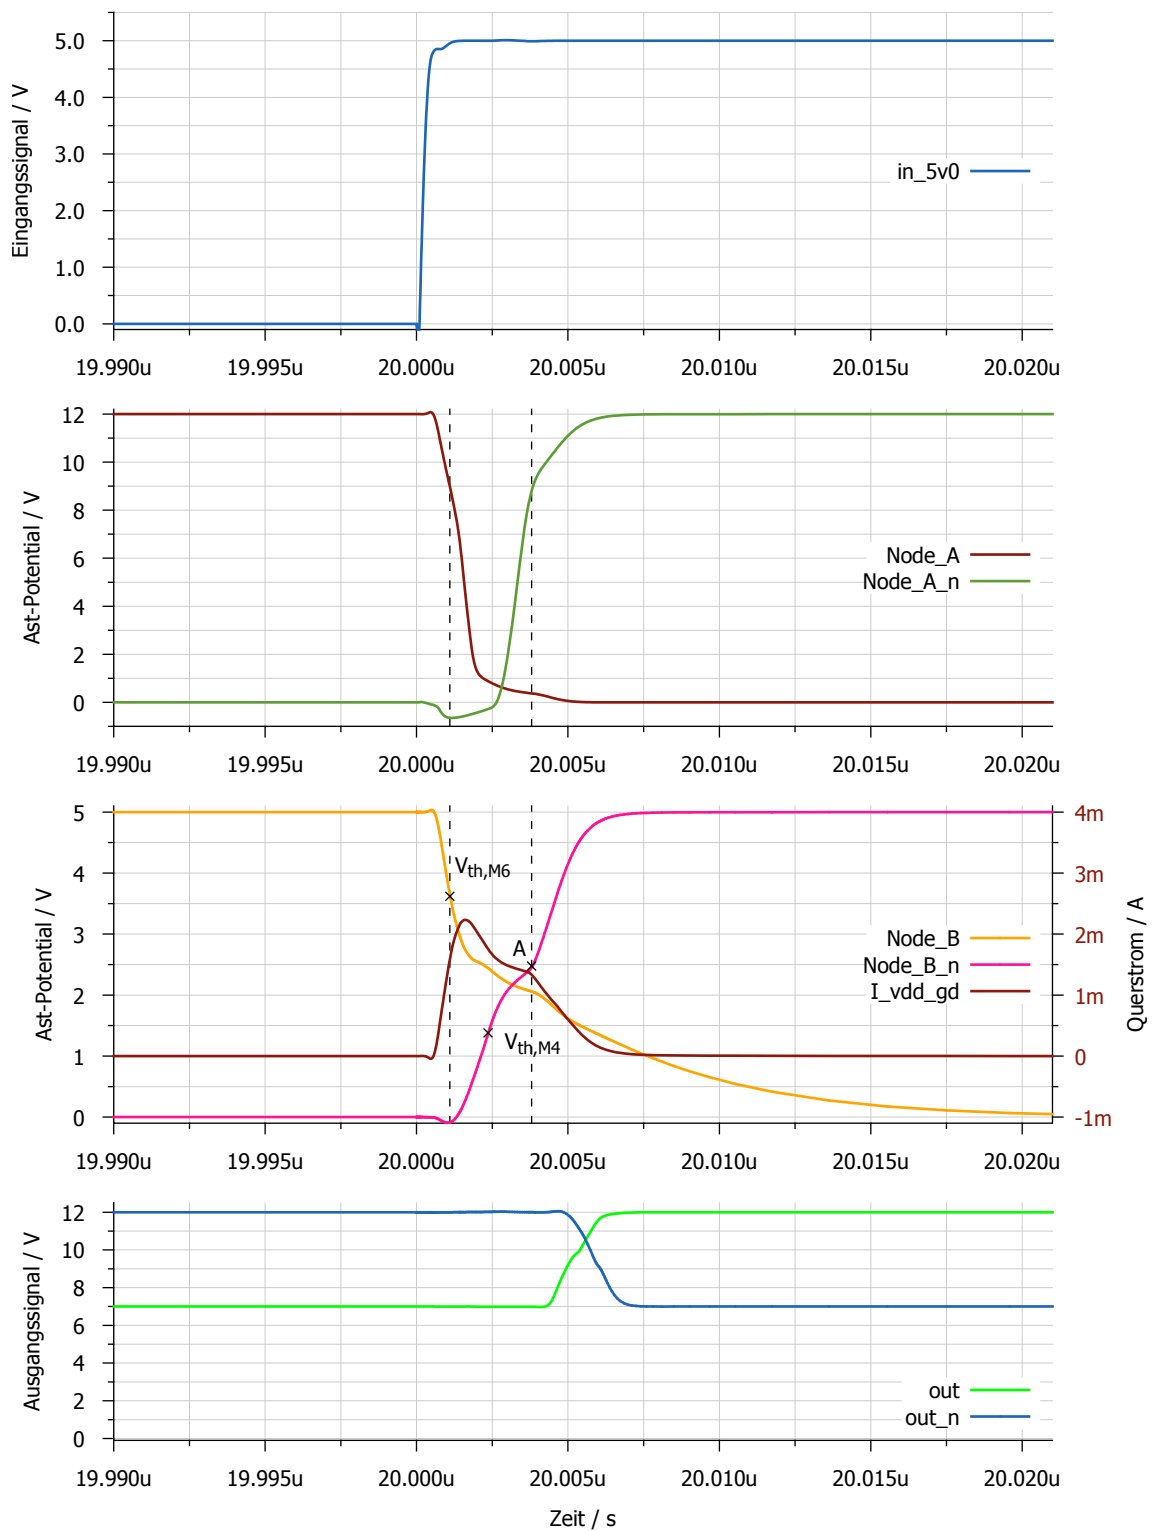 5.0
4.0
3.0
2.0
1.0
0.0
Eingangssignal / V
in_5v0
19.990u 19.995u 20.000u 20.005u 20.010u 20.015u 20.020u
12
10
8
6
4
2
0
Ast-Potential / V
Node_A
Node_A_n
19.990u 19.995u 20.000u 20.005u 20.010u 20.015u 20.020u
5
4
3
2
1
0
Ast-Potential / V
Vth,M6
A
Vth,M4
Node_B
Node_B_n
I_vdd_gd
4m
3m
2m
1m
0
-1m
Querstrom / A
19.990u 19.995u 20.000u 20.005u 20.010u 20.015u 20.020u
12
10
8
6
4
2
0
Ausgangssignal / V
out
out_n
19.990u 19.995u 20.000u 20.005u 20.010u 20.015u 20.020u
Zeit / s